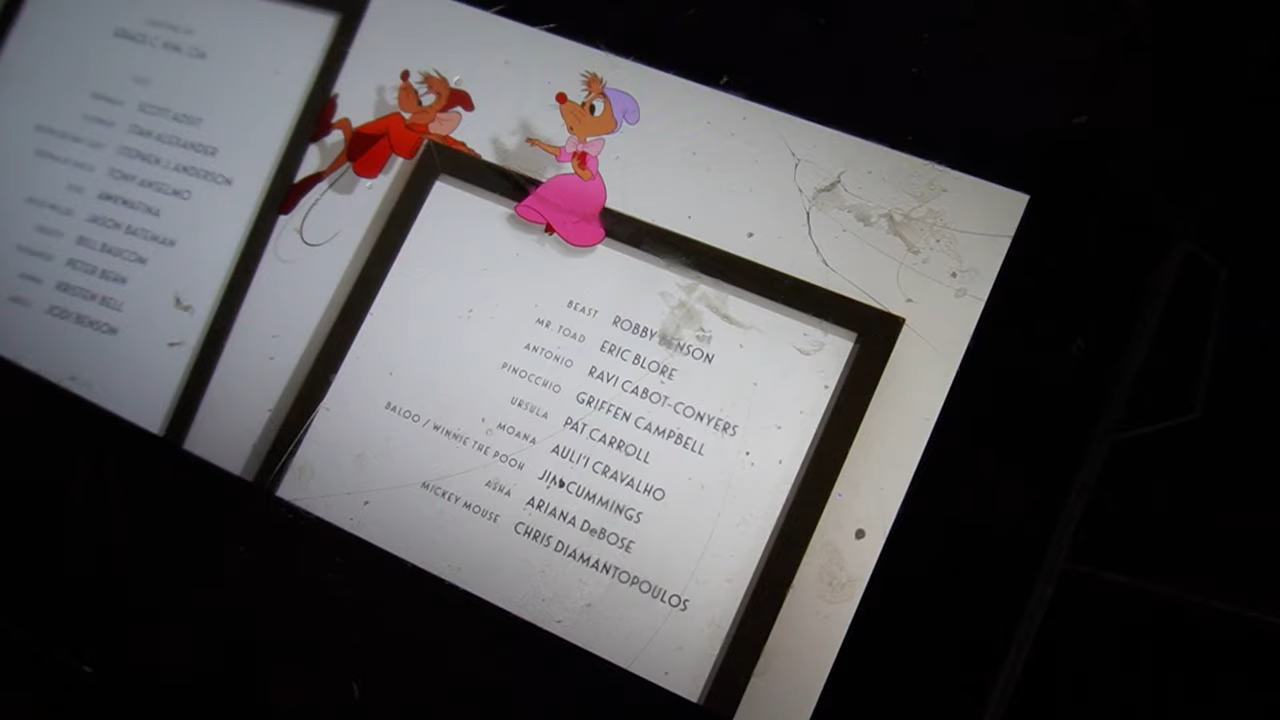 SCOTT ADSIT
STAN ALEXANDER
STEPHEN J. ANDERSON
TONY ANSELMO
AWKWAFINA
JASON BATEMAN
BILL BAUCOM
PETER BEHN
KRISTEN BELL
JODI BENSON
BEAST ROBBY BENSON
MR. TOAD ERIC BLORE
ANTONIO RAVI CABOT-CONYERS
PINOCCHIO GRIFFEN CAMPBELL
URSULA PAT CARROLL
MOANA AULI'I CRAVALHO
BALOO / WINNIE THE POOH JIM CUMMINGS
ASHA ARIANA DeBOSE
MICKEY MOUSE CHRIS DIAMANTOPOULOS